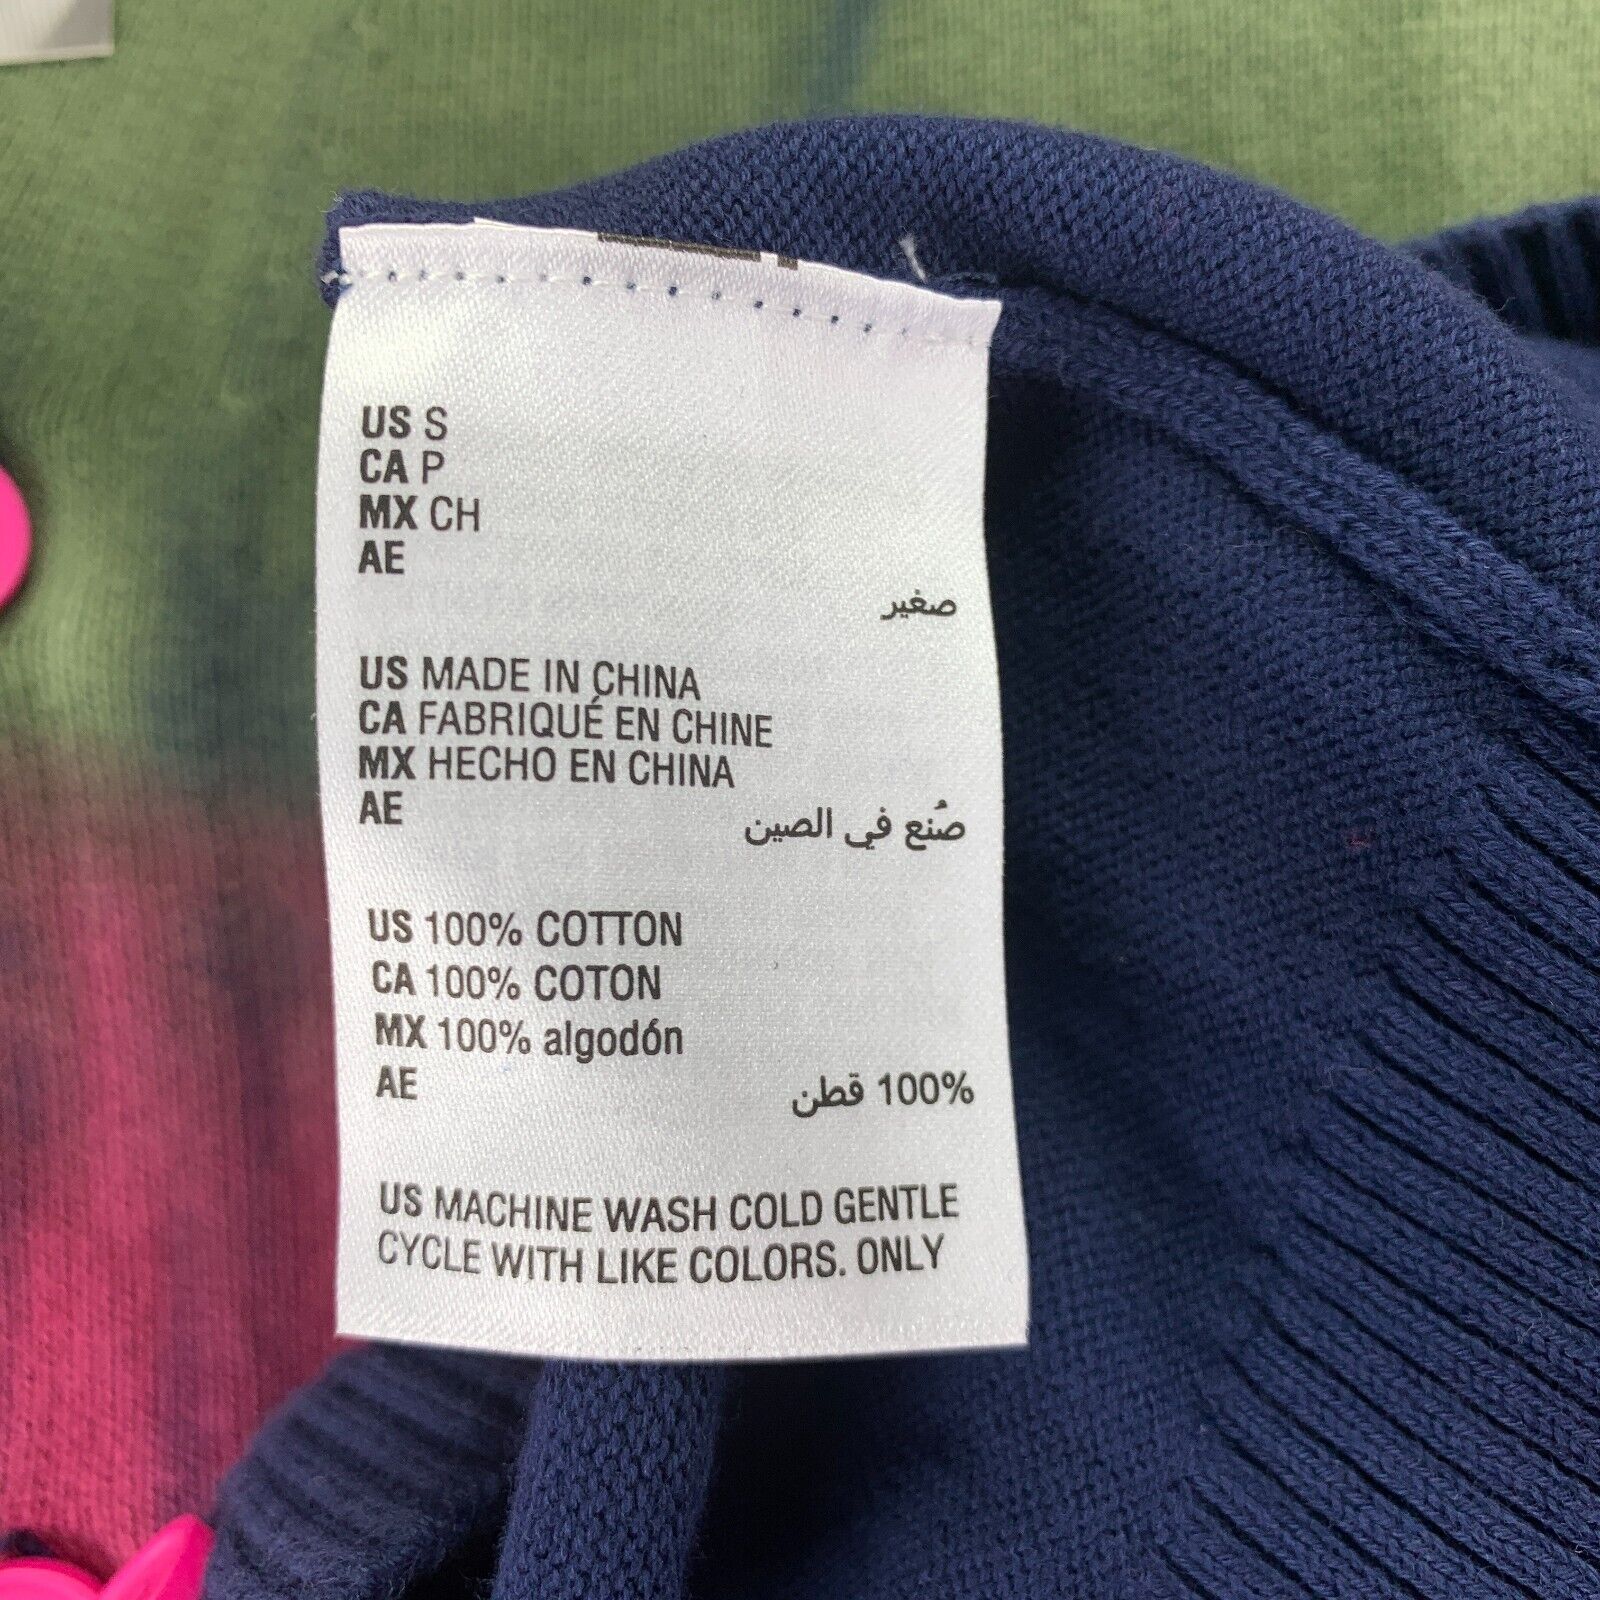 US S
CA P
MX CH
AE
صغير
US MADE IN CHINA
CA FABRIQUÉ EN CHINE
MX HECHO EN CHINA
AE
صُنع في الصين
US 100% COTTON
CA 100% COTON
MX 100% algodón
AE
100% قطن
US MACHINE WASH COLD GENTLE
CYCLE WITH LIKE COLORS. ONLY